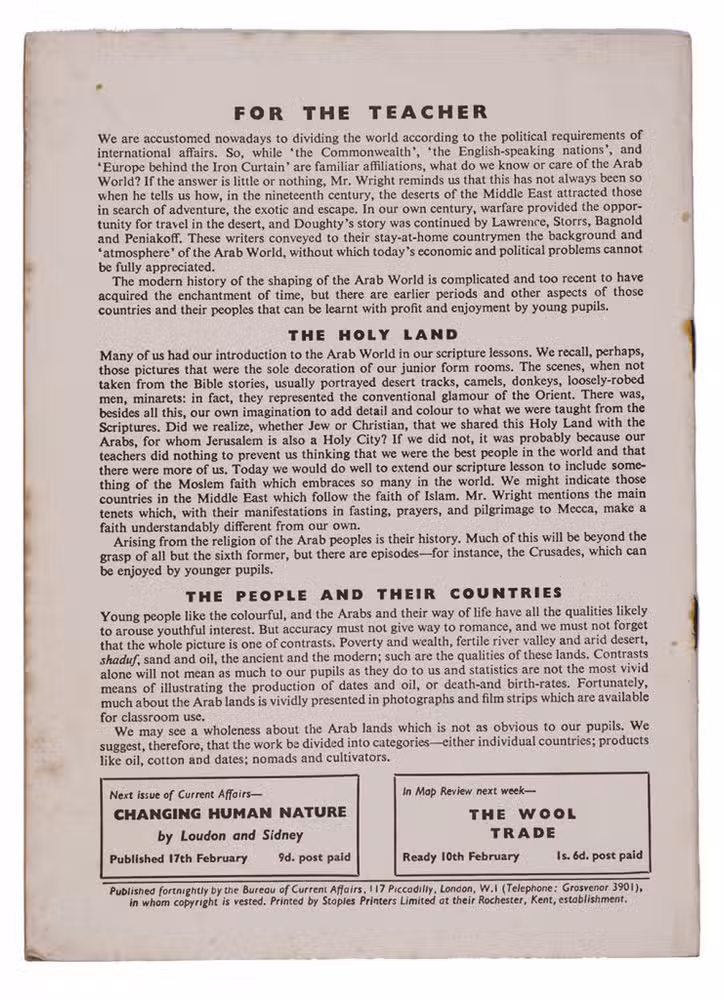 FOR THE TEACHER
We are accustomed nowadays to dividing the world according to the political requirements of
international affairs. So, while ‘the Commonwealth’, ‘the English-speaking nations’, and
‘Europe behind the Iron Curtain’ are familiar affiliations, what do we know or care of the Arab
World? If the answer is little or nothing, Mr. Wright reminds us that this has not always been so
when he tells us how, in the nineteenth century, the deserts of the Middle East attracted those
in search of adventure, the exotic and escape. In our own century, warfare provided the oppor-
tunity for travel in the desert, and Doughty’s story was continued by Lawrence, Storrs, Bagnold
and Peniakoff. These writers conveyed to their stay-at-home countrymen the background and
‘atmosphere’ of the Arab World, without which today’s economic and political problems cannot
be fully appreciated.
The modern history of the shaping of the Arab World is complicated and too recent to have
acquired the enchantment of time, but there are earlier periods and other aspects of those
countries and their peoples that can be learnt with profit and enjoyment by young pupils.
THE HOLY LAND
Many of us had our introduction to the Arab World in our scripture lessons. We recall, perhaps,
those pictures that were the sole decoration of our junior form rooms. The scenes, when not
taken from the Bible stories, usually portrayed desert tracks, camels, donkeys, loosely-robed
men, minarets: in fact, they represented the conventional glamour of the Orient. There was,
besides all this, our own imagination to add detail and colour to what we were taught from the
Scriptures. Did we realize, whether Jew or Christian, that we shared this Holy Land with the
Arabs, for whom Jerusalem is also a Holy City? If we did not, it was probably because our
teachers did nothing to prevent us thinking that we were the best people in the world and that
there were more of us. Today we would do well to extend our scripture lesson to include some-
thing of the Moslem faith which embraces so many in the world. We might indicate those
countries in the Middle East which follow the faith of Islam. Mr. Wright mentions the main
tenets which, with their manifestations in fasting, prayers, and pilgrimage to Mecca, make a
faith understandably different from our own.
Arising from the religion of the Arab peoples is their history. Much of this will be beyond the
grasp of all but the sixth former, but there are episodes—for instance, the Crusades, which can
be enjoyed by younger pupils.
THE PEOPLE AND THEIR COUNTRIES
Young people like the colourful, and the Arabs and their way of life have all the qualities likely
to arouse youthful interest. But accuracy must not give way to romance, and we must not forget
that the whole picture is one of contrasts. Poverty and wealth, fertile river valley and arid desert,
shaduf, sand and oil, the ancient and the modern; such are the qualities of these lands. Contrasts
alone will not mean as much to our pupils as they do to us and statistics are not the most vivid
means of illustrating the production of dates and oil, or death-and birth-rates. Fortunately,
much about the Arab lands is vividly presented in photographs and film strips which are available
for classroom use.
We may see a wholeness about the Arab lands which is not as obvious to our pupils. We
suggest, therefore, that the work be divided into categories—either individual countries; products
like oil, cotton and dates; nomads and cultivators.
Next issue of Current Affairs—
CHANGING HUMAN NATURE
by Loudon and Sidney
Published 17th February 9d. post paid
In Map Review next week—
THE WOOL
TRADE
Ready 10th February 1s. 6d. post paid
Published fortnightly by the Bureau of Current Affairs, 117 Piccadilly, London, W.1 (Telephone: Grosvenor 3901),
in whom copyright is vested. Printed by Staples Printers Limited at their Rochester, Kent, establishment.